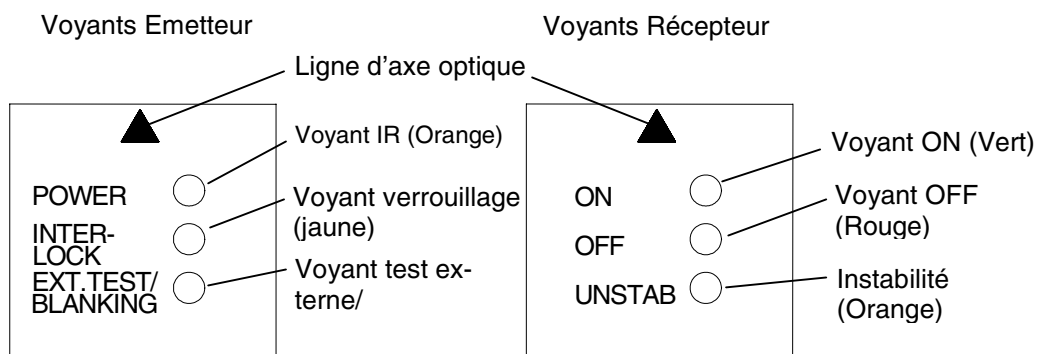 Voyants Emetteur
Voyants Récepteur
Ligne d'axe optique
Voyant IR (Orange)
POWER
Voyant verrouillage
(jaune)
INTER-
LOCK
Voyant test ex-
terne/
EXT.TEST/
BLANKING
Voyant ON (Vert)
ON
Voyant OFF
(Rouge)
OFF
Instabilité
(Orange)
UNSTAB